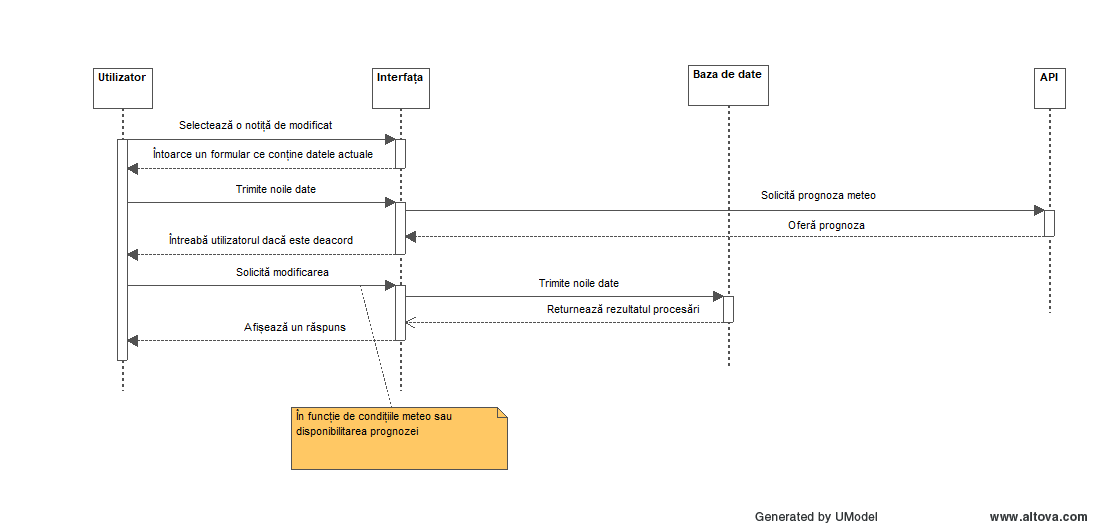 Utilizator
Interfața
Baza de date
API
Selectează o notiță de modificat
Întoarce un formular ce conține datele actuale
Trimite noile date
Solicită prognoza meteo
Oferă prognoza
Întreabă utilizatorul dacă este deacord
Solicită modificarea
Trimite noile date
Returnează rezultatul procesări
Afișează un răspuns
În funcție de condițiile meteo sau
disponibilitarea prognozei
Generated by UModel
www.altova.com